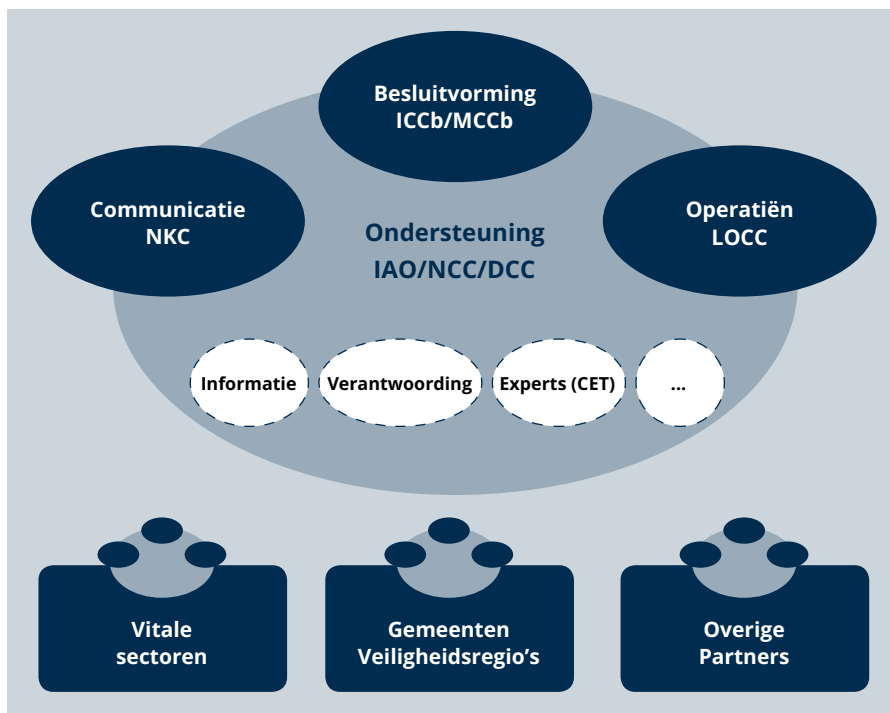 Besluitvorming
ICCb/MCCb
Communicatie
NKC
Operatiën
LOCC
Ondersteuning
IAO/NCC/DCC
Informatie
Verantwoording
Experts (CET)
...
Vitale
sectoren
Gemeenten
Veiligheidsregio’s
Overige
Partners